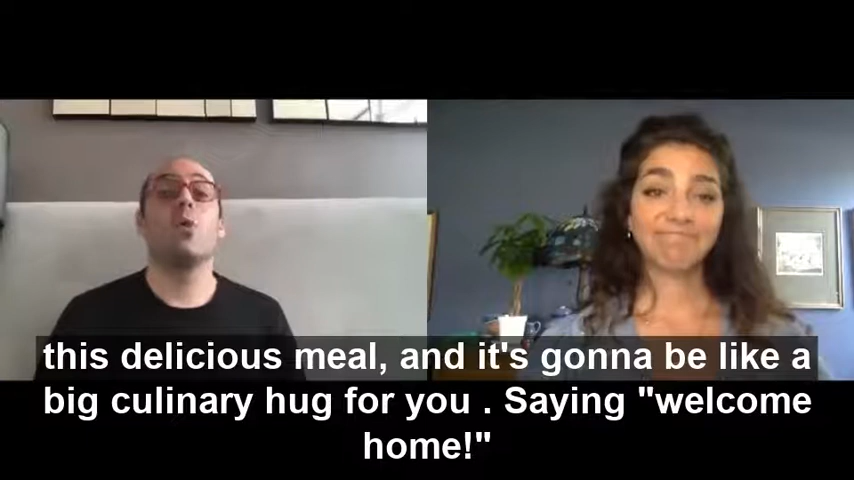 this delicious meal, and it's gonna be like a
big culinary hug for you . Saying "welcome
home!"